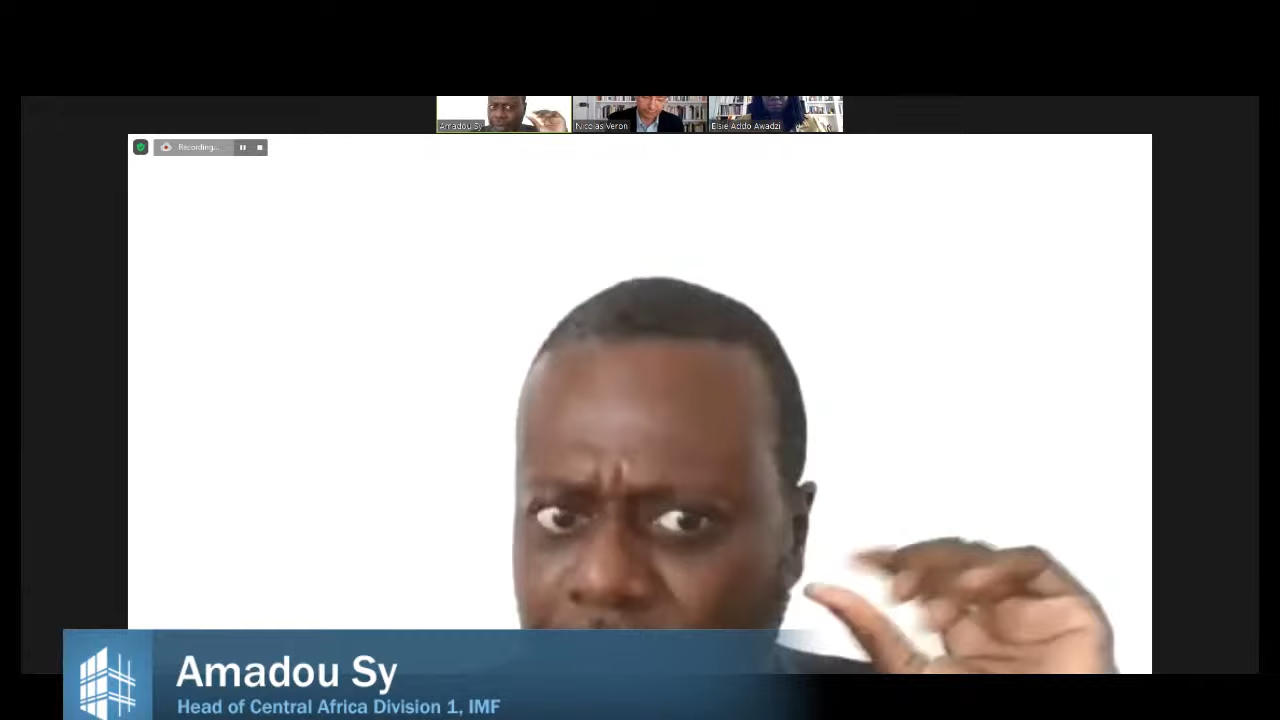 Amadou Sy
Nicolas Veron
Elsie Addo Awadzi
Recording...
Amadou Sy
Head of Central Africa Division 1, IMF